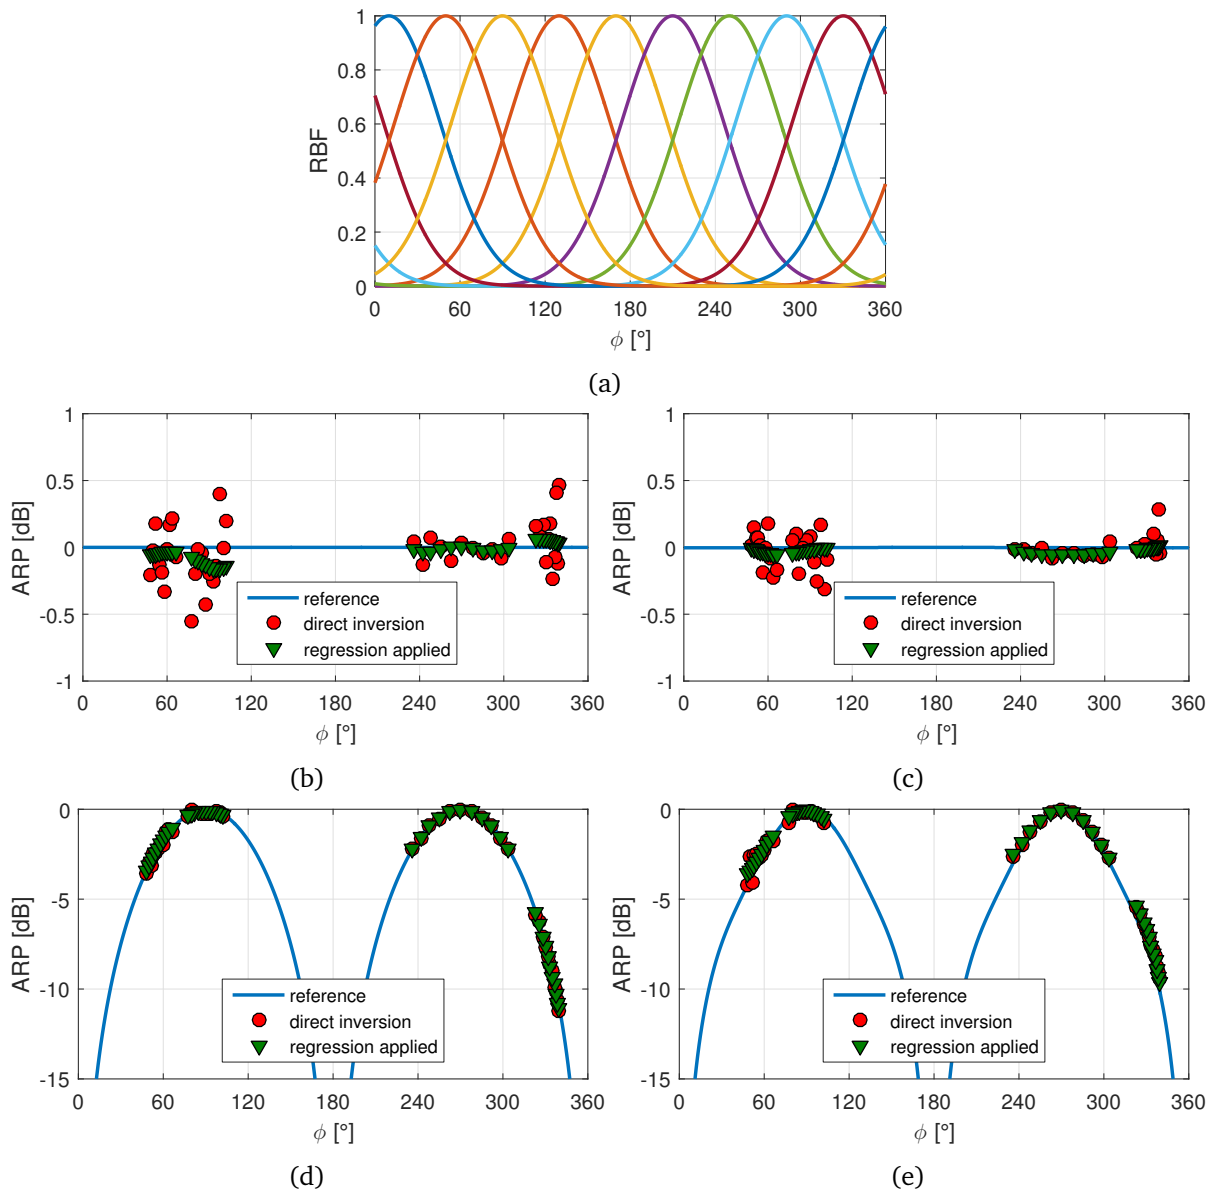 1
0.8
0.6
0.4
0.2
0
RBF
0 60 120 180 240 300 360
ϕ [°]
(a)
1
0.5
0
-0.5
-1
ARP [dB]
reference
direct inversion
regression applied
0 60 120 180 240 300 360
ϕ [°]
(b)
1
0.5
0
-0.5
-1
ARP [dB]
reference
direct inversion
regression applied
0 60 120 180 240 300 360
ϕ [°]
(c)
0
-5
-10
-15
ARP [dB]
reference
direct inversion
regression applied
0 60 120 180 240 300 360
ϕ [°]
(d)
0
-5
-10
-15
ARP [dB]
reference
direct inversion
regression applied
0 60 120 180 240 300 360
ϕ [°]
(e)